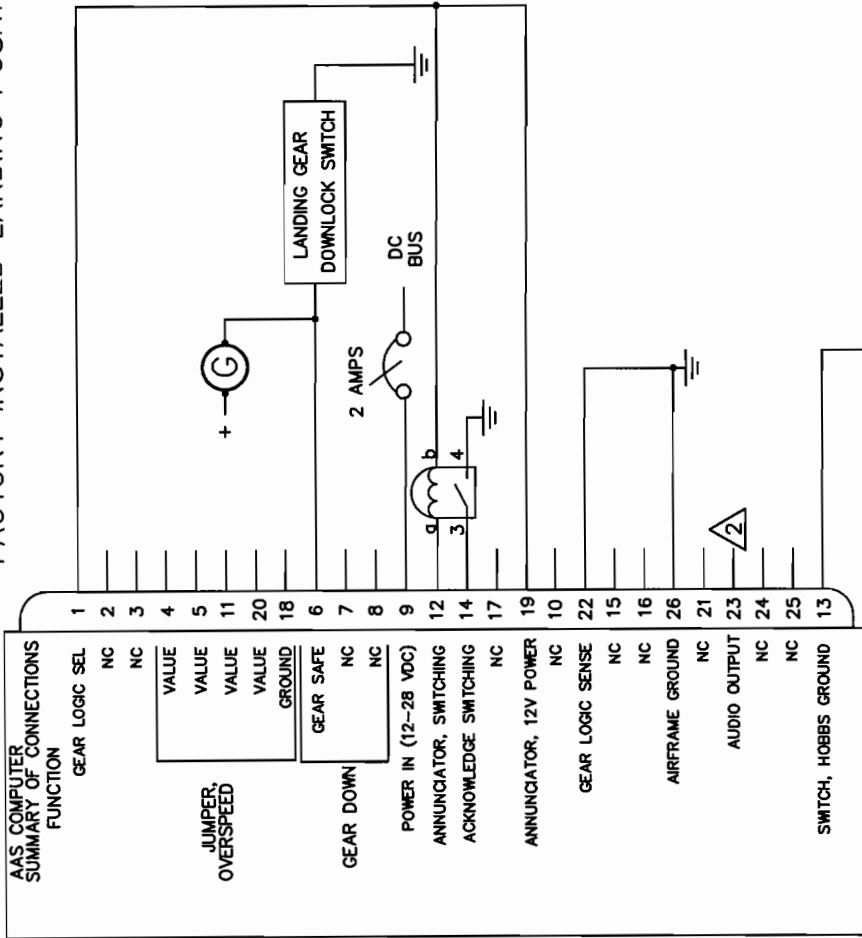 AAS COMPUTER
SUMMARY OF CONNECTIONS
FUNCTION
GEAR LOGIC SEL 1
NC 2
NC 3
JUMPER,
OVERSPEED
VALUE 4
VALUE 5
VALUE 11
VALUE 20
GROUND 18
GEAR DOWN
GEAR SAFE 6
NC 7
NC 8
POWER IN (12-28 VDC) 9
ANNUNCIATOR, SWITCHING 12
ACKNOWLEDGE SWITCHING 14
NC 17
ANNUNCIATOR, 12V POWER 19
NC 10
GEAR LOGIC SENSE 22
NC 15
NC 16
AIRFRAME GROUND 26
NC 21
AUDIO OUTPUT 23
NC 24
NC 25
SWITCH, HOBBS GROUND 13
+
G
LANDING GEAR
DOWNLOCK SWITCH
2 AMPS
DC
BUS
a b
3 4
2